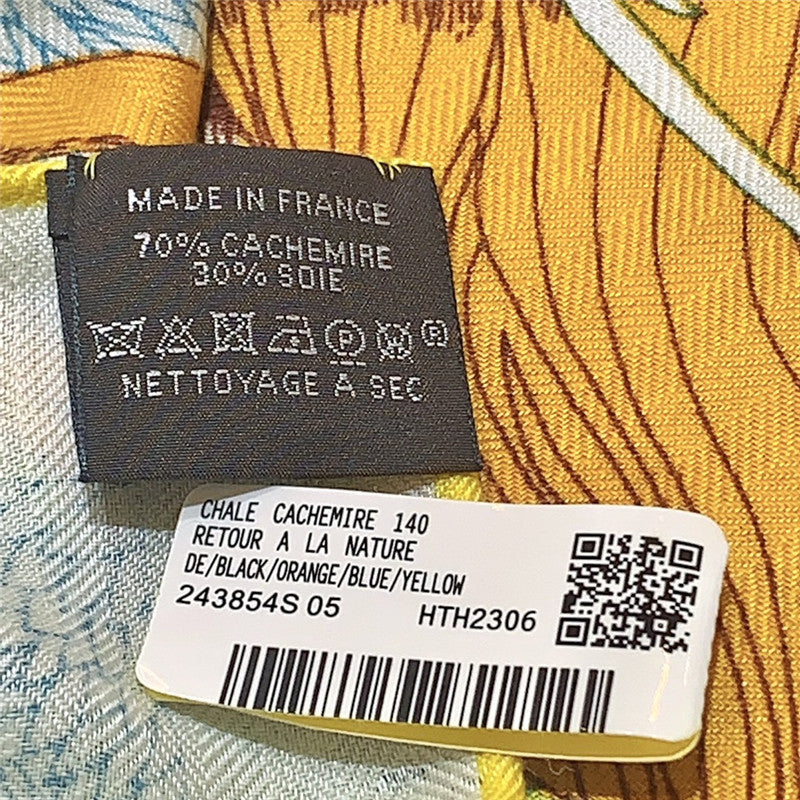 MADE IN FRANCE
70% CACHEMIRE
30% SOIE
P
P
NETTOYAGE A SEC
CHALE CACHEMIRE 140
RETOUR A LA NATURE
DE/BLACK/ORANGE/BLUE/YELLOW
243854S 05 HTH2306